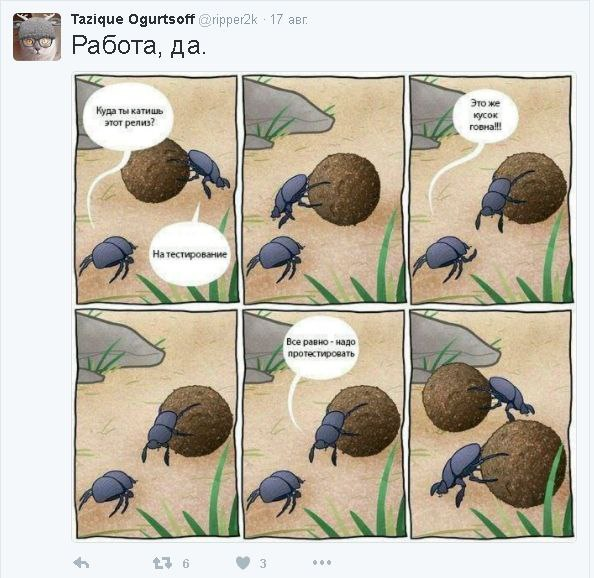 Tazique Ogurtsoff @ripper2k · 17 авг.
Работа, да.
Куда ты катишь
этот релиз?
На тестирование
Это же
кусок
говна!!!
Все равно - надо
протестировать
6
3